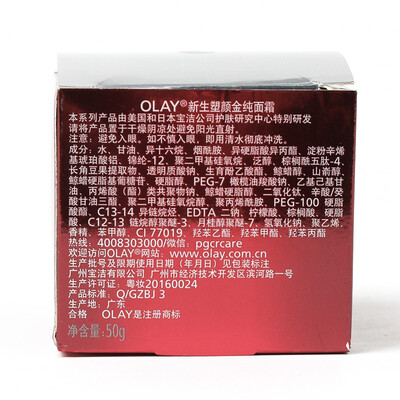 OLAY®新生塑颜金纯面霜
本系列产品由美国和日本宝洁公司护肤研究中心特别研发
请将产品置于干燥阴凉处避免阳光直射。
注意：避免入眼。如不慎入眼，即用清水彻底冲洗。
成分：水、甘油、异十六烷、烟酰胺、异硬脂酸异丙酯、淀粉辛烯
基琥珀酸铝、锦纶-12、聚二甲基硅氧烷、泛醇、棕榈酰五肽-4、
长角豆果提取物、透明质酸钠、生育酚乙酸酯、鲸蜡醇、山嵛醇、
鲸蜡硬脂基葡糖苷、硬脂醇、PEG-7 橄榄油羧酸钠、乙基己基甘
油、丙烯酸(酯)类共聚物钠、鲸蜡硬脂醇、二氧化钛、辛酸/癸
酸甘油三酯、聚二甲基硅氧烷醇、聚丙烯酰胺、PEG-100 硬脂酸
酯、C13-14 异链烷烃、EDTA 二钠、柠檬酸、棕榈酸、硬脂
酸、C12-13 链烷醇聚醚-3、月桂醇聚醚-7、氢氧化钠、聚乙烯、
香精、苯甲醇、CI 77019、羟苯乙酯、羟苯甲酯、羟苯丙酯
热线：4008303000/微信：pgcrcare
欢迎访问OLAY®网站：www.olay.com.cn
生产批号及限期使用日期（年月日）见包装标注
广州宝洁有限公司 广州市经济技术开发区滨河路一号
生产许可证：粤妆20160024
产品标准：Q/GZBJ 3
生产地：广东
合格 OLAY是注册商标
净含量：50g